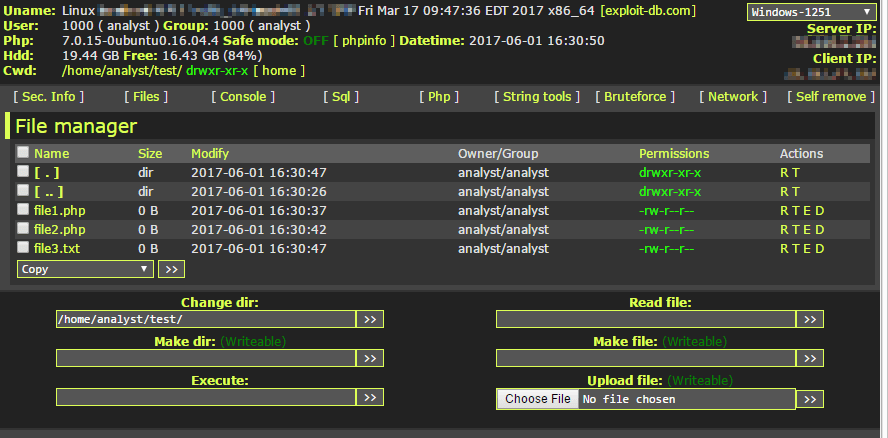 Uname: Linux Fri Mar 17 09:47:36 EDT 2017 x86_64 [exploit-db.com] Windows-1251
User: 1000 ( analyst ) Group: 1000 ( analyst ) Server IP:
Php: 7.0.15-0ubuntu0.16.04.4 Safe mode: OFF [ phpinfo ] Datetime: 2017-06-01 16:30:50
Hdd: 19.44 GB Free: 16.43 GB (84%) Client IP:
Cwd: /home/analyst/test/ drwxr-xr-x [ home ]
[ Sec. Info ] [ Files ] [ Console ] [ Sql ] [ Php ] [ String tools ] [ Bruteforce ] [ Network ] [ Self remove ]
File manager
Name Size Modify Owner/Group Permissions Actions
[ . ] dir 2017-06-01 16:30:47 analyst/analyst drwxr-xr-x R T
[ .. ] dir 2017-06-01 16:30:26 analyst/analyst drwxr-xr-x R T
file1.php 0 B 2017-06-01 16:30:37 analyst/analyst -rw-r--r-- R T E D
file2.php 0 B 2017-06-01 16:30:42 analyst/analyst -rw-r--r-- R T E D
file3.txt 0 B 2017-06-01 16:30:47 analyst/analyst -rw-r--r-- R T E D
Copy >>
Change dir: Read file:
/home/analyst/test/ >> >>
Make dir: (Writeable) Make file: (Writeable)
>> >>
Execute: Upload file: (Writeable)
>> Choose File No file chosen >>